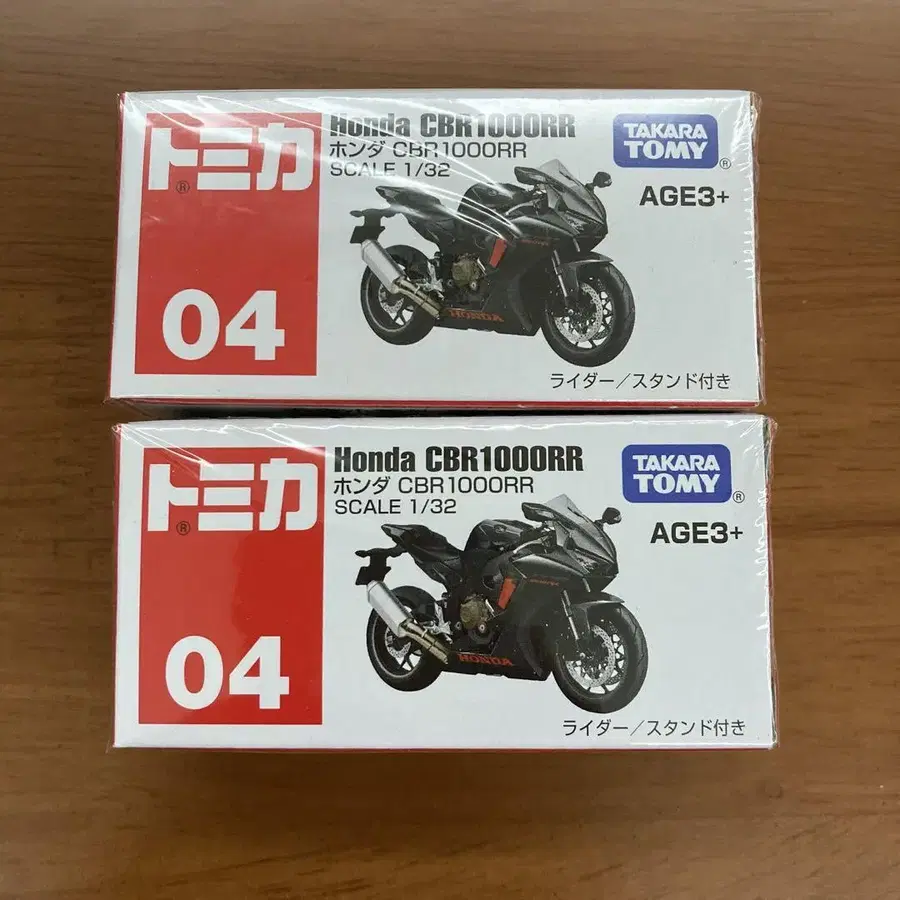 トミカ
®
04
Honda CBR1000RR
ホンダ CBR1000RR
SCALE 1/32
TAKARA
TOMY
®
AGE3+
HONDA
ライダー/スタンド付き
トミカ
®
04
Honda CBR1000RR
ホンダ CBR1000RR
SCALE 1/32
TAKARA
TOMY
®
AGE3+
HONDA
ライダー/スタンド付き